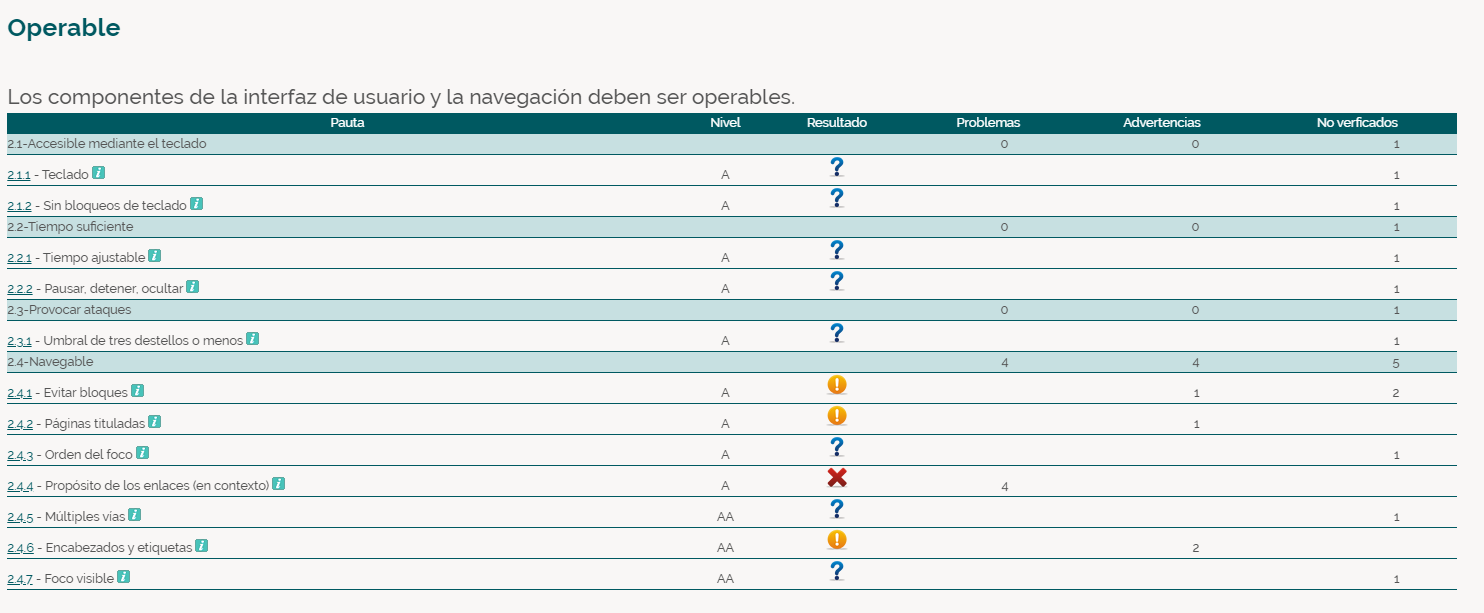 Operable
Los componentes de la interfaz de usuario y la navegación deben ser operables.
Pauta Nivel Resultado Problemas Advertencias No verficados
2.1-Accesible mediante el teclado 0 0 1
2.1.1 - Teclado i A ? 1
2.1.2 - Sin bloqueos de teclado i A ? 1
2.2-Tiempo suficiente 0 0 1
2.2.1 - Tiempo ajustable i A ? 1
2.2.2 - Pausar, detener, ocultar i A ? 1
2.3-Provocar ataques 0 0 1
2.3.1 - Umbral de tres destellos o menos i A ? 1
2.4-Navegable 4 4 5
2.4.1 - Evitar bloques i A ! 1 2
2.4.2 - Páginas tituladas i A ! 1
2.4.3 - Orden del foco i A ? 1
2.4.4 - Propósito de los enlaces (en contexto) i A 4
2.4.5 - Múltiples vías i AA ? 1
2.4.6 - Encabezados y etiquetas i AA ! 2
2.4.7 - Foco visible i AA ? 1